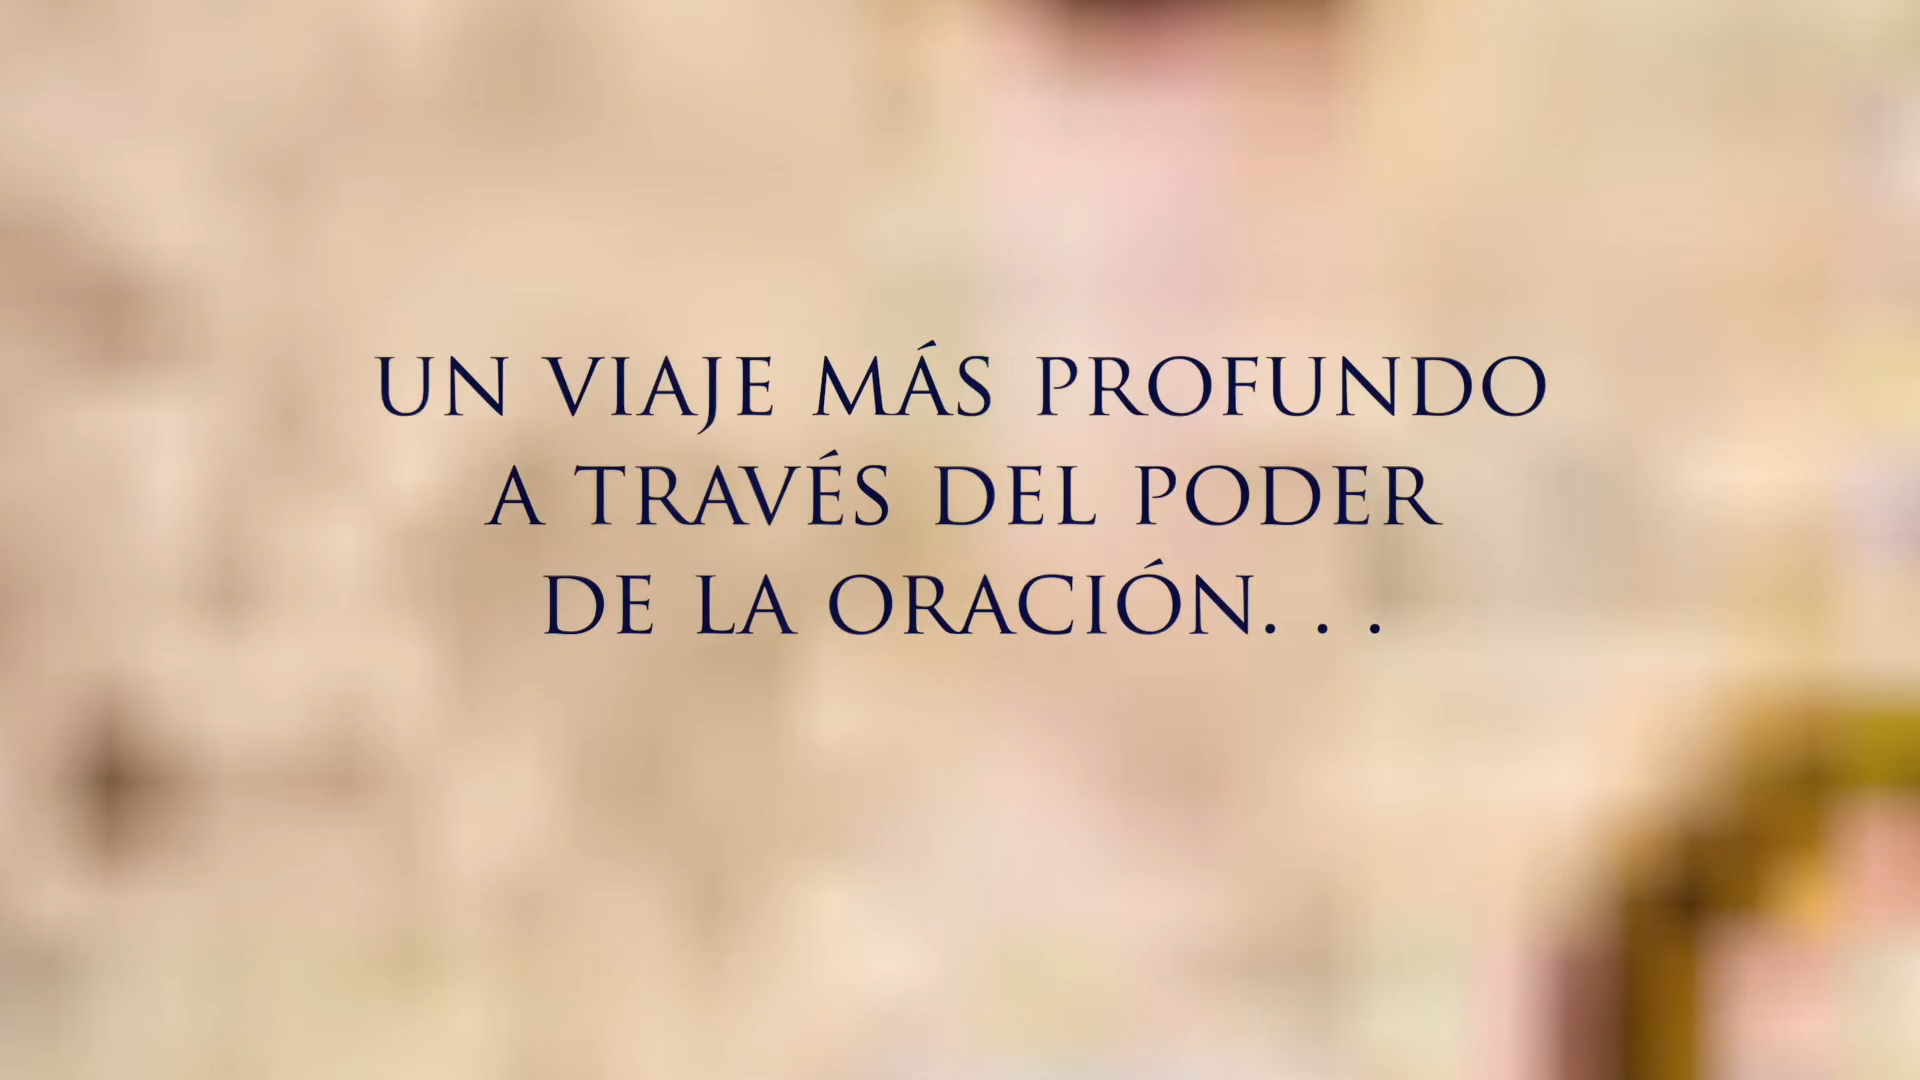 UN VIAJE MÁS PROFUNDO
A TRAVÉS DEL PODER
DE LA ORACIÓN. . .